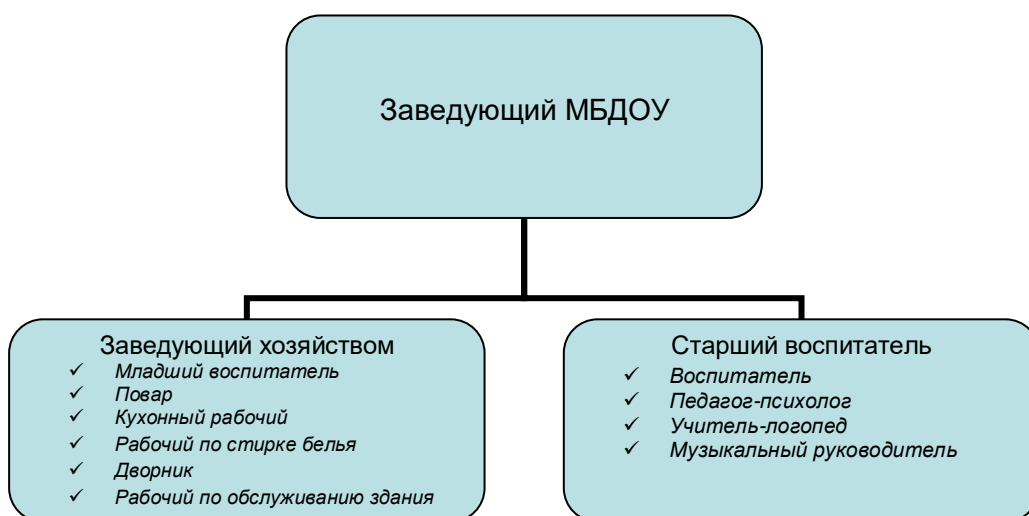 Заведующий МБДОУ
Заведующий хозяйством
✓ Младший воспитатель
✓ Повар
✓ Кухонный рабочий
✓ Рабочий по стирке белья
✓ Дворник
✓ Рабочий по обслуживанию здания
Старший воспитатель
✓ Воспитатель
✓ Педагог-психолог
✓ Учитель-логопед
✓ Музыкальный руководитель